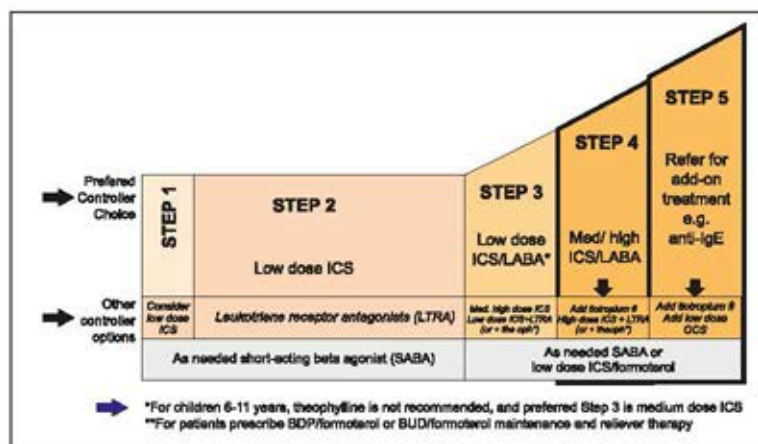 Preferred
Controller
Choice
STEP 1
STEP 2
Low dose ICS
STEP 3
Low dose
ICS/LABA*
STEP 4
Med/ high
ICS/LABA
STEP 5
Refer for
add-on
treatment
e.g.
anti-IgE
Other
controller
options
Consider
low dose
ICS
Leukotriene receptor antagonists (LTRA)
Med. high dose ICS
Low dose ICS+LTRA
(or + theoph*)
Add tiotropium #
High dose ICS + LTRA
(or + theoph*)
Add tiotropium #
Add low dose
OCS
As needed short-acting beta agonist (SABA)
As needed SABA or
low dose ICS/formoterol
*For children 6-11 years, theophylline is not recommended, and preferred Step 3 is medium dose ICS
**For patients prescribe BDP/formoterol or BUD/formoterol maintenance and reliever therapy